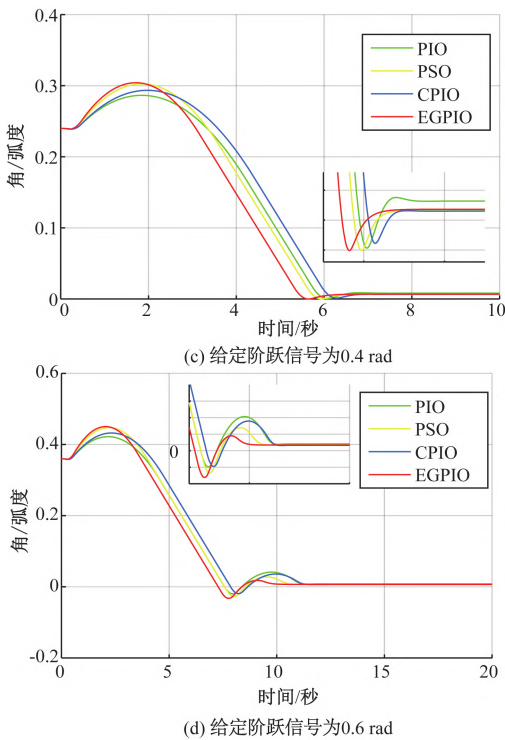 0.4
0.3
0.2
0.1
0
角/弧度
PIO
PSO
CPIO
EGPIO
0 2 4 6 8 10
时间/秒
(c) 给定阶跃信号为0.4 rad
0.6
0.4
0.2
0
-0.2
角/弧度
0
PIO
PSO
CPIO
EGPIO
0 5 10 15 20
时间/秒
(d) 给定阶跃信号为0.6 rad